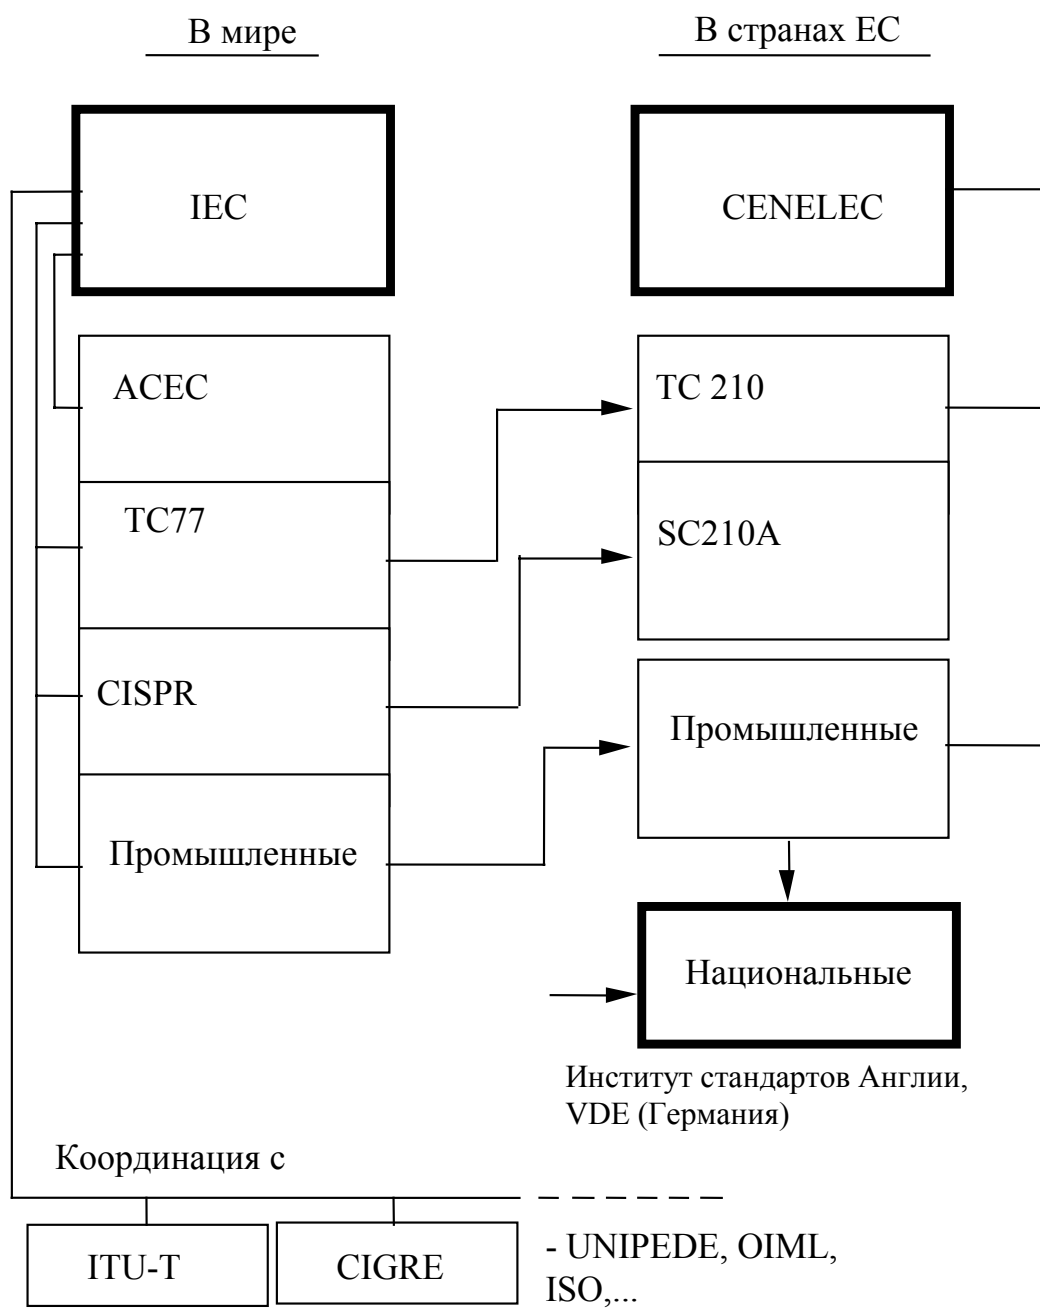 В мире
В странах ЕС
IEC
CENELEC
ACEC
TC77
CISPR
Промышленные
TC 210
SC210A
Промышленные
Национальные
Институт стандартов Англии,
VDE (Германия)
Координация с
ITU-T
CIGRE
- UNIPEDE, OIML,
ISO,...